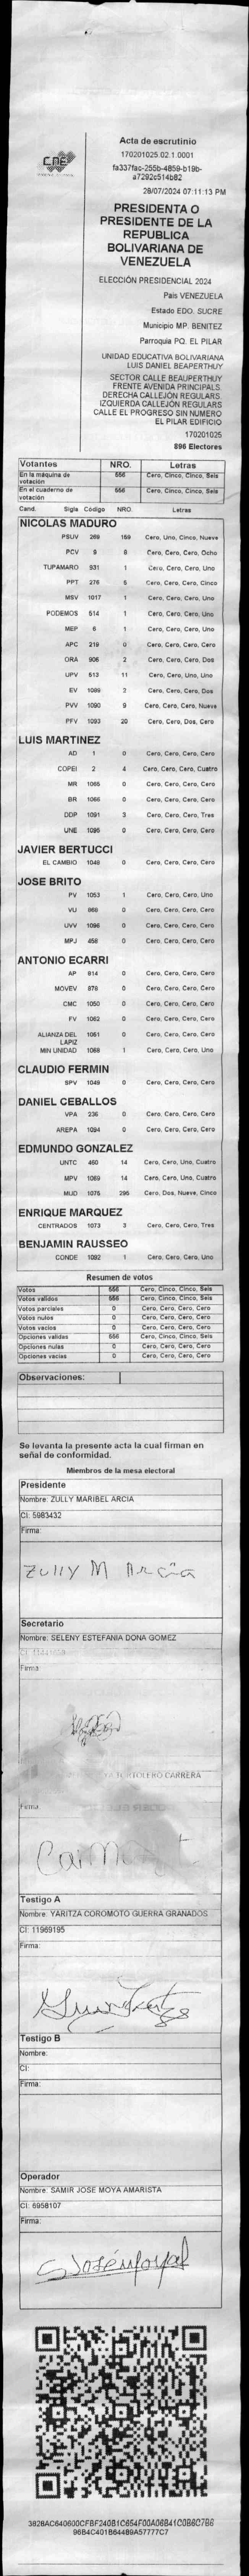 CNE
Acta de escrutinio
170201025.02.1.0001
fa337fac-255b-4859-b19b-
a7292c514b82
28/07/2024 07:11:13 PM
PRESIDENTA O
PRESIDENTE DE LA
REPUBLICA
BOLIVARIANA DE
VENEZUELA
ELECCIÓN PRESIDENCIAL 2024
País VENEZUELA
Estado EDO. SUCRE
Municipio MP. BENITEZ
Parroquia PQ. EL PILAR
UNIDAD EDUCATIVA BOLIVARIANA
LUIS DANIEL BEAPERTHUY
SECTOR CALLE BEAUPERTHUY
FRENTE AVENIDA PRINCIPALS.
DERECHA CALLEJÓN REGULARS.
IZQUIERDA CALLEJÓN REGULARS
CALLE EL PROGRESO SIN NUMERO
EL PILAR EDIFICIO
170201025
896 Electores
Votantes NRO. Letras
En la máquina de votación 556 Cero, Cinco, Cinco, Seis
En el cuaderno de votación 556 Cero, Cinco, Cinco, Seis
Cand. Sigla Código NRO. Letras
NICOLAS MADURO
PSUV 269 159 Cero, Uno, Cinco, Nueve
PCV 9 8 Cero, Cero, Cero, Ocho
TUPAMARO 931 1 Cero, Cero, Cero, Uno
PPT 276 5 Cero, Cero, Cero, Cinco
MSV 1017 1 Cero, Cero, Cero, Uno
PODEMOS 514 1 Cero, Cero, Cero, Uno
MEP 6 1 Cero, Cero, Cero, Uno
APC 219 0 Cero, Cero, Cero, Cero
ORA 906 2 Cero, Cero, Cero, Dos
UPV 513 11 Cero, Cero, Uno, Uno
EV 1089 2 Cero, Cero, Cero, Dos
PVV 1090 9 Cero, Cero, Cero, Nueve
PFV 1093 20 Cero, Cero, Dos, Cero
LUIS MARTINEZ
AD 1 0 Cero, Cero, Cero, Cero
COPEI 2 4 Cero, Cero, Cero, Cuatro
MR 1065 0 Cero, Cero, Cero, Cero
BR 1066 0 Cero, Cero, Cero, Cero
DDP 1091 3 Cero, Cero, Cero, Tres
UNE 1095 0 Cero, Cero, Cero, Cero
JAVIER BERTUCCI
EL CAMBIO 1048 0 Cero, Cero, Cero, Cero
JOSE BRITO
PV 1053 1 Cero, Cero, Cero, Uno
VU 868 0 Cero, Cero, Cero, Cero
UVV 1096 0 Cero, Cero, Cero, Cero
MPJ 458 0 Cero, Cero, Cero, Cero
ANTONIO ECARRI
AP 814 0 Cero, Cero, Cero, Cero
MOVEV 879 0 Cero, Cero, Cero, Cero
CMC 1050 0 Cero, Cero, Cero, Cero
FV 1062 0 Cero, Cero, Cero, Cero
ALIANZA DEL LAPIZ 1051 0 Cero, Cero, Cero, Cero
MIN UNIDAD 1068 1 Cero, Cero, Cero, Uno
CLAUDIO FERMIN
SPV 1049 0 Cero, Cero, Cero, Cero
DANIEL CEBALLOS
VPA 236 0 Cero, Cero, Cero, Cero
AREPA 1094 0 Cero, Cero, Cero, Cero
EDMUNDO GONZALEZ
UNTC 460 14 Cero, Cero, Uno, Cuatro
MPV 1069 14 Cero, Cero, Uno, Cuatro
MUD 1075 295 Cero, Dos, Nueve, Cinco
ENRIQUE MARQUEZ
CENTRADOS 1073 3 Cero, Cero, Cero, Tres
BENJAMIN RAUSSEO
CONDE 1092 1 Cero, Cero, Cero, Uno
Resumen de votos
Votos 556 Cero, Cinco, Cinco, Seis
Votos validos 556 Cero, Cinco, Cinco, Seis
Votos parciales 0 Cero, Cero, Cero, Cero
Votos nulos 0 Cero, Cero, Cero, Cero
Votos vacios 0 Cero, Cero, Cero, Cero
Opciones validas 556 Cero, Cinco, Cinco, Seis
Opciones nulas 0 Cero, Cero, Cero, Cero
Opciones vacias 0 Cero, Cero, Cero, Cero
Observaciones:
Se levanta la presente acta la cual firman en
señal de conformidad.
Miembros de la mesa electoral
Presidente
Nombre: ZULLY MARIBEL ARCIA
CI: 5983432
Firma:
Zully M Arcia
Secretario
Nombre: SELENY ESTEFANIA DONA GOMEZ
CI:
Firma:
TORTOLERO CARRERA
Firma:
Testigo A
Nombre: YARITZA COROMOTO GUERRA GRANADOS
CI: 11969195
Firma:
Testigo B
Nombre:
CI:
Firma:
Operador
Nombre: SAMIR JOSE MOYA AMARISTA
CI: 6958107
Firma:
3828AC640600CFBF240B1C654F00A06B41C0B6C7B6
96B4C401B64489A57777C7